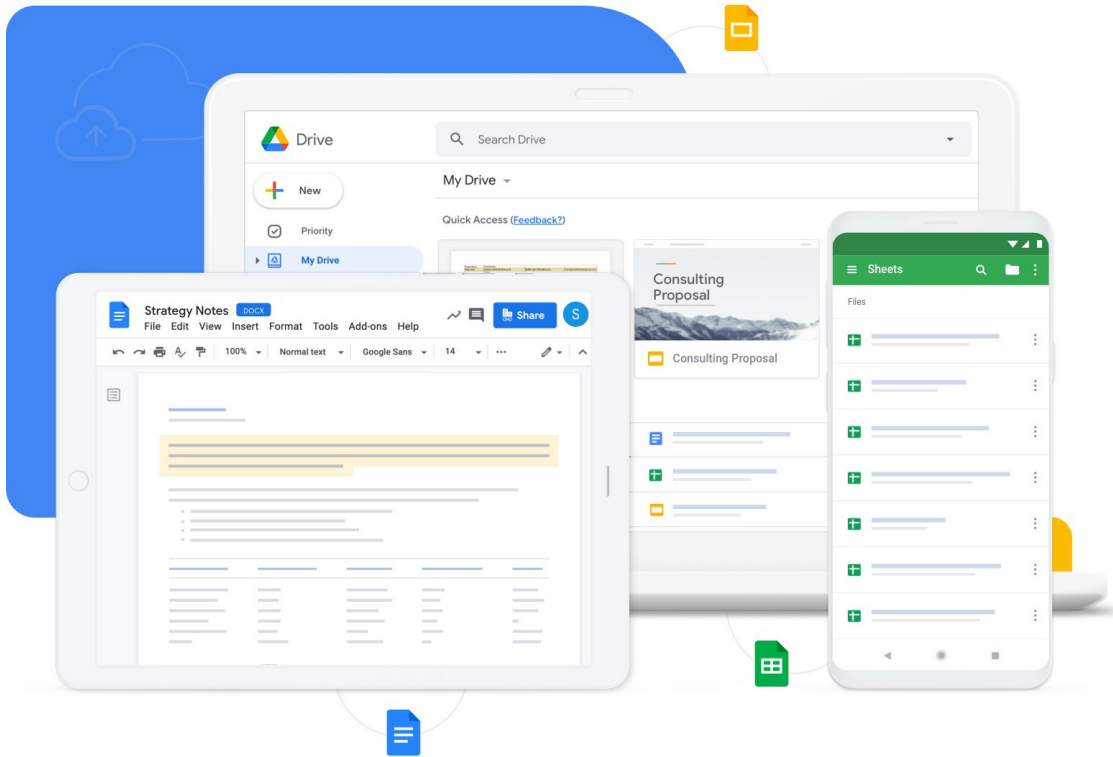 Drive
Search Drive
New
My Drive
Quick Access (Feedback?)
Priority
My Drive
Consulting
Proposal
Consulting Proposal
Strategy Notes .DOCX
File Edit View Insert Format Tools Add-ons Help
Share
S
100% Normal text Google Sans 14
Sheets
Files